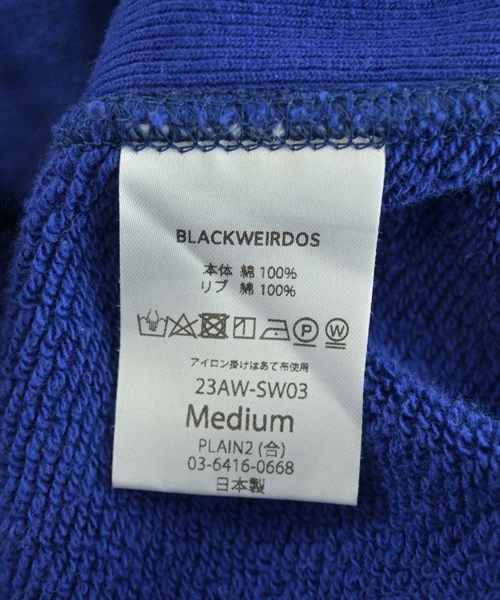 BLACKWEIRDOS
本体 綿 100%
リブ 綿 100%
P W
アイロン掛けはあて布使用
23AW-SW03
Medium
PLAIN2 (合)
03-6416-0668
日本製